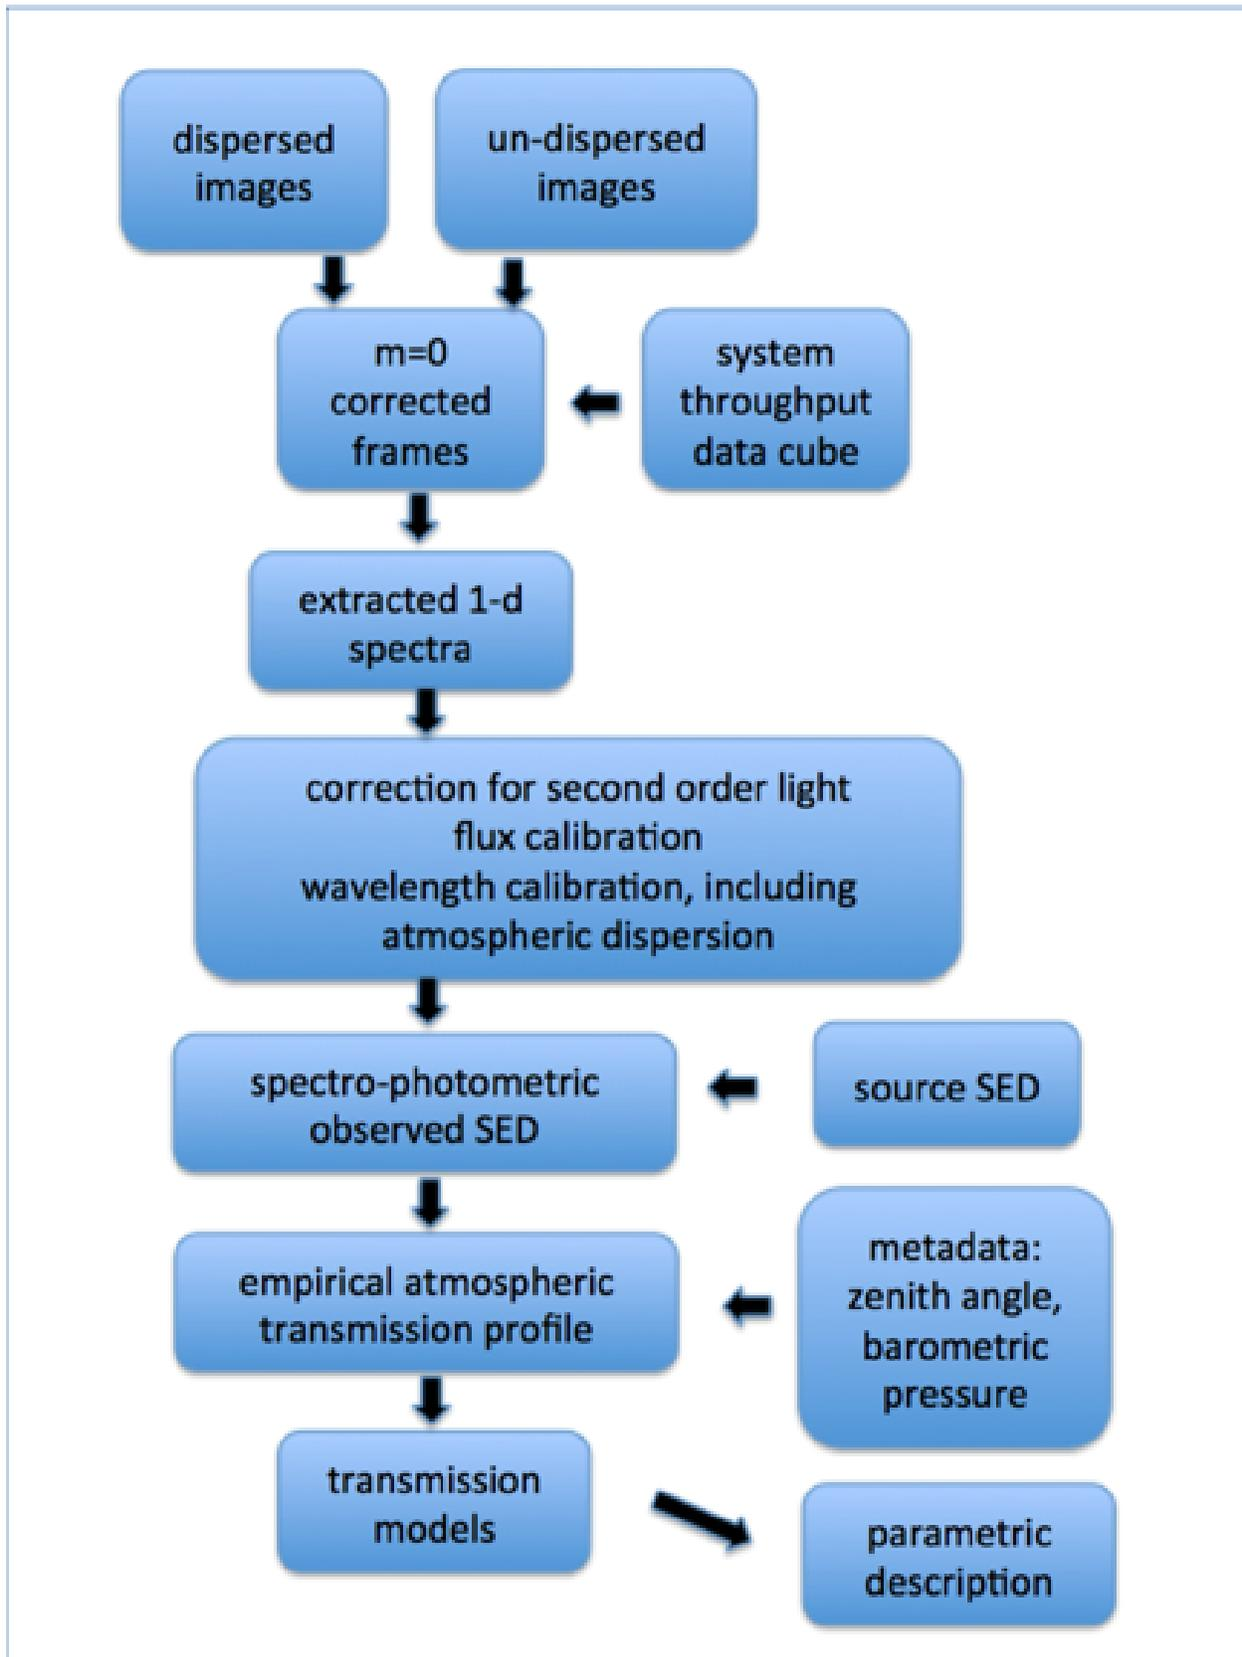 dispersed
images
un-dispersed
images
m=0
corrected
frames
system
throughput
data cube
extracted 1-d
spectra
correction for second order light
flux calibration
wavelength calibration, including
atmospheric dispersion
spectro-photometric
observed SED
source SED
empirical atmospheric
transmission profile
metadata:
zenith angle,
barometric
pressure
transmission
models
parametric
description